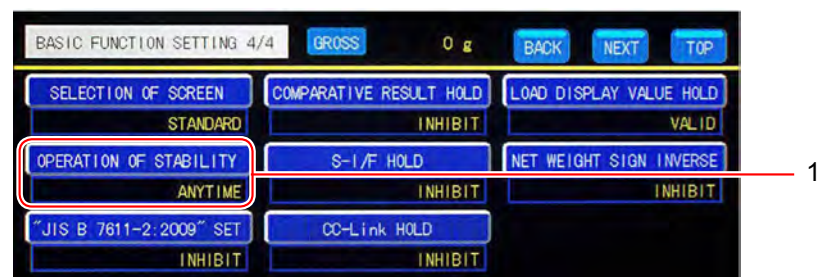 BASIC FUNCTION SETTING 4/4 GROSS 0 g BACK NEXT TOP
SELECTION OF SCREEN COMPARATIVE RESULT HOLD LOAD DISPLAY VALUE HOLD
STANDARD INHIBIT VALID
OPERATION OF STABILITY S-I/F HOLD NET WEIGHT SIGN INVERSE
ANYTIME INHIBIT INHIBIT
1
"JIS B 7611-2:2009" SET CC-Link HOLD
INHIBIT INHIBIT